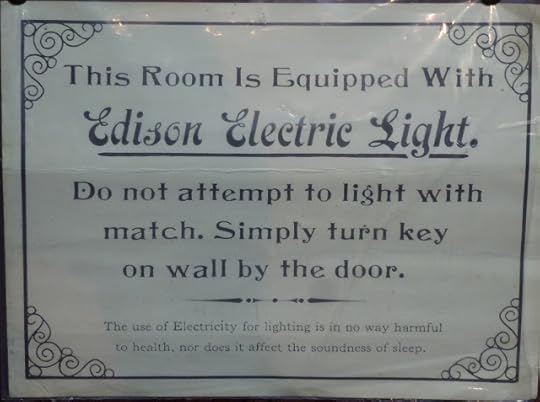 This Room Is Equipped With
Edison Electric Light.
Do not attempt to light with
match. Simply turn key
on wall by the door.
The use of Electricity for lighting is in no way harmful
to health, nor does it affect the soundness of sleep.